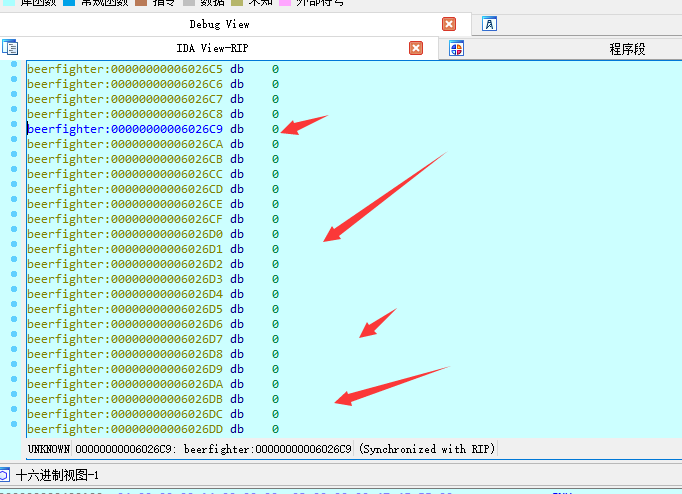 库函数 常规函数 指令 数据 未知 外部符号
Debug View
IDA View-RIP 程序段
beerfighter:00000000006026C5 db 0
beerfighter:00000000006026C6 db 0
beerfighter:00000000006026C7 db 0
beerfighter:00000000006026C8 db 0
beerfighter:00000000006026C9 db 0
beerfighter:00000000006026CA db 0
beerfighter:00000000006026CB db 0
beerfighter:00000000006026CC db 0
beerfighter:00000000006026CD db 0
beerfighter:00000000006026CE db 0
beerfighter:00000000006026CF db 0
beerfighter:00000000006026D0 db 0
beerfighter:00000000006026D1 db 0
beerfighter:00000000006026D2 db 0
beerfighter:00000000006026D3 db 0
beerfighter:00000000006026D4 db 0
beerfighter:00000000006026D5 db 0
beerfighter:00000000006026D6 db 0
beerfighter:00000000006026D7 db 0
beerfighter:00000000006026D8 db 0
beerfighter:00000000006026D9 db 0
beerfighter:00000000006026DA db 0
beerfighter:00000000006026DB db 0
beerfighter:00000000006026DC db 0
beerfighter:00000000006026DD db 0
UNKNOWN 00000000006026C9: beerfighter:00000000006026C9 (Synchronized with RIP)
十六进制视图-1